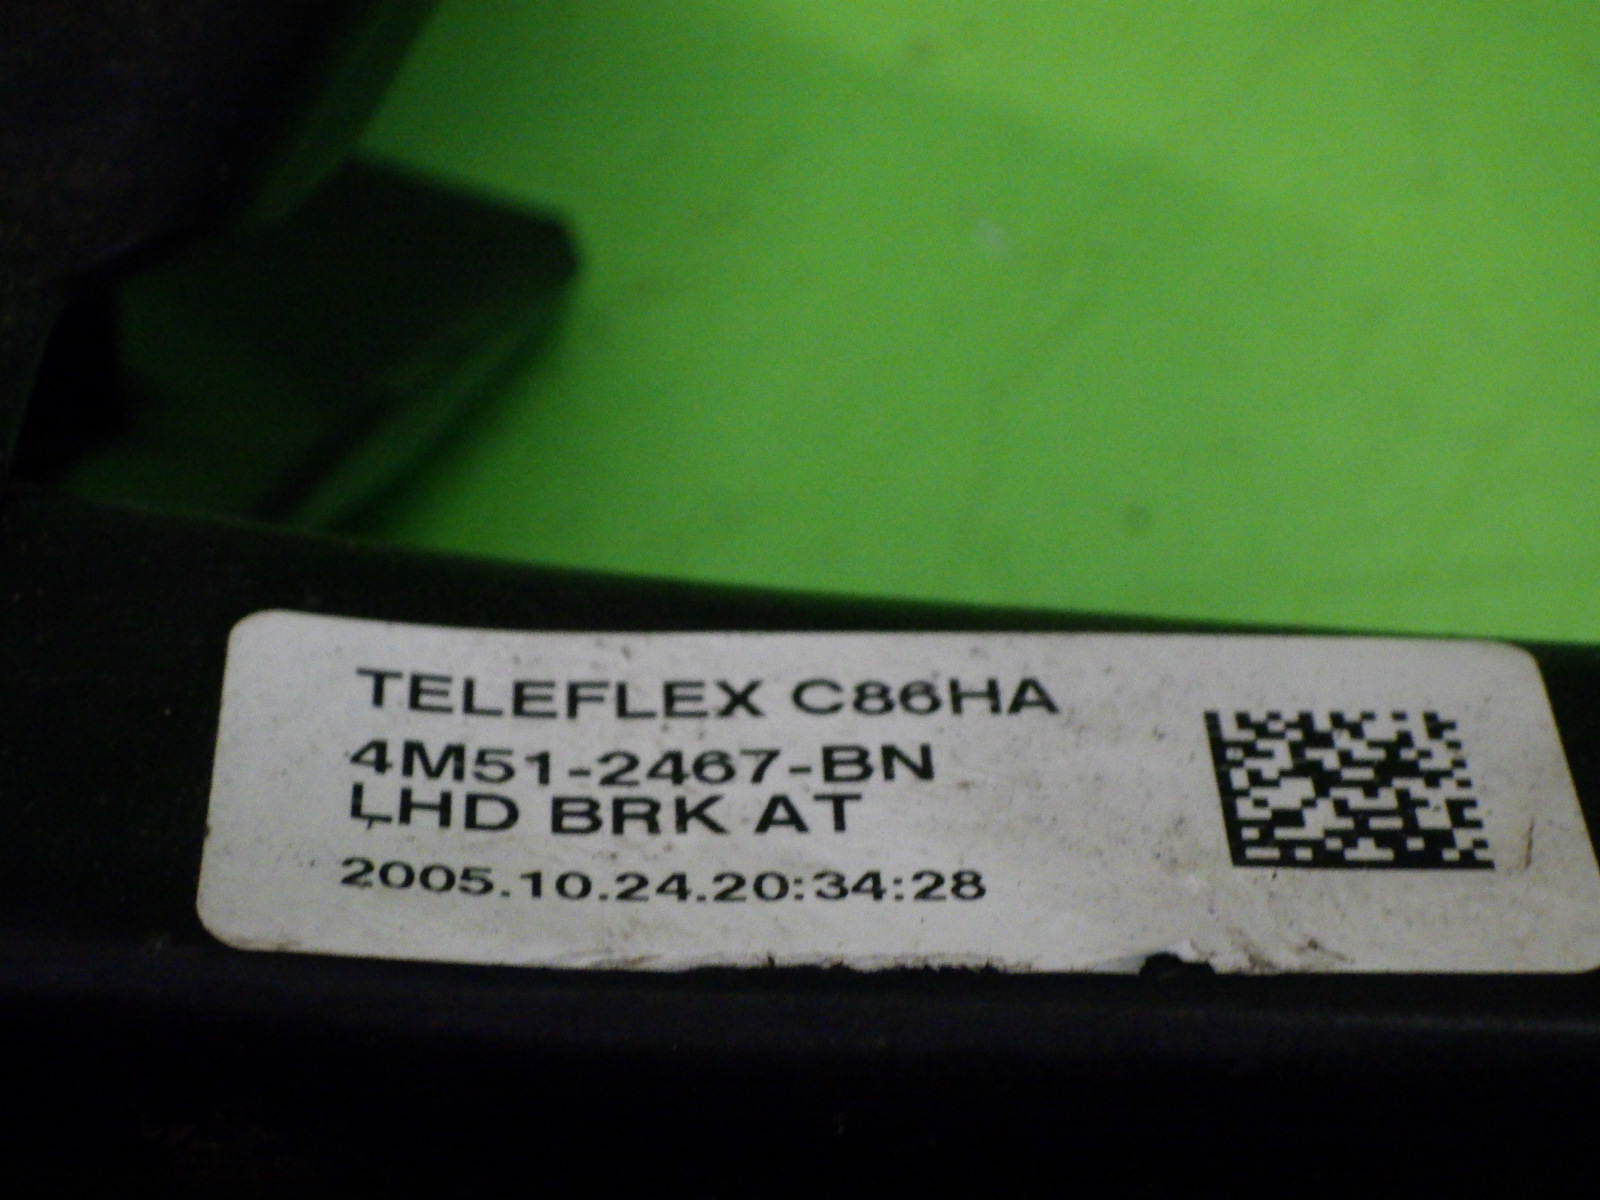 TELEFLEX C86HA
4M51-2467-BN
LHD BRK AT
2005.10.24.20:34:28